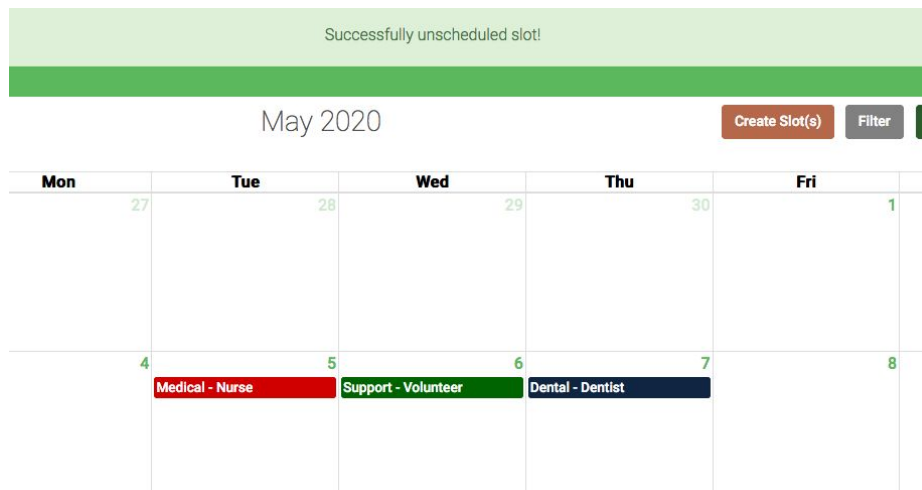 Successfully unscheduled slot!
May 2020
Create Slot(s) Filter
Mon Tue Wed Thu Fri
27 28 29 30 1
4 5 6 7 8
Medical - Nurse Support - Volunteer Dental - Dentist